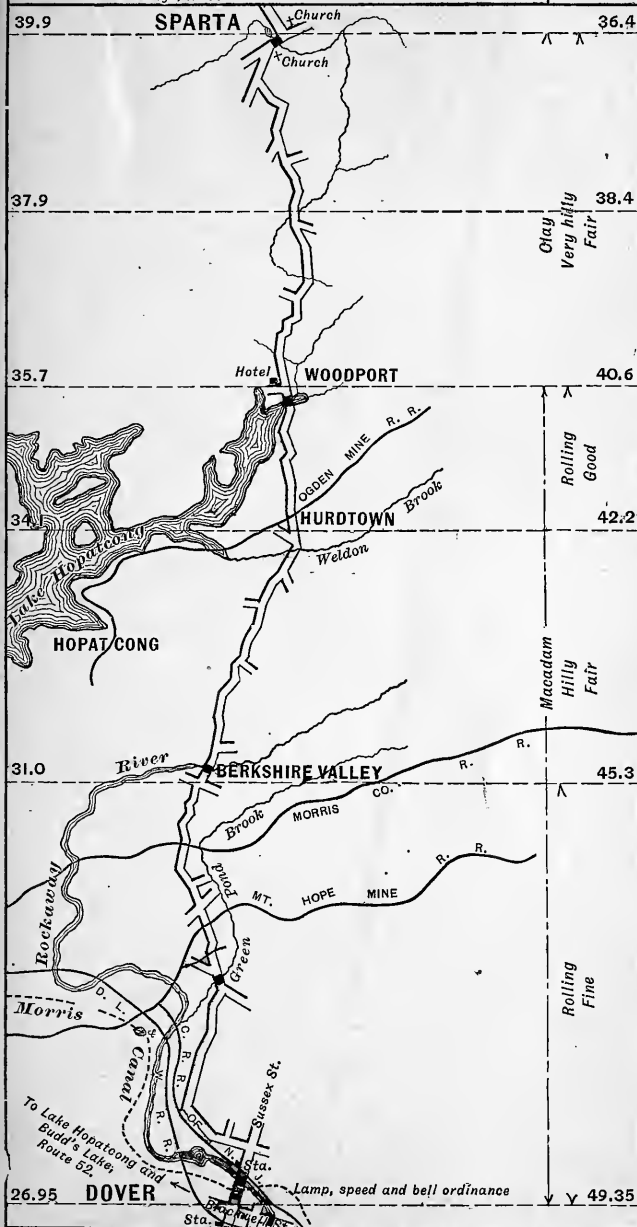 39.9
SPARTA
Church
36.4
Church
37.9
38.4
Clay
Very hilly
Fair
Hotel
35.7
WOODPORT
40.6
OGDEN MINE R. R.
Rolling
Good
34.1
HURDTOWN
42.2
Brook
Weldon
Lake Hopatcong
HOPATCONG
Macadam
Hilly
Fair
River
BERKSHIRE VALLEY
31.0
45.3
MORRIS CO. R. R.
Brook
Pond
Green
MT. HOPE MINE R. R.
Rockaway
Rolling
Fine
D. L. & W. R. R.
Morris
Canal
C. R. R. OF N. J.
Sussex St.
To Lake Hopatcong and
Budd's Lake,
Route 52.
Sta.
Lamp, speed and bell ordinance
26.95
DOVER
49.35
Sta.